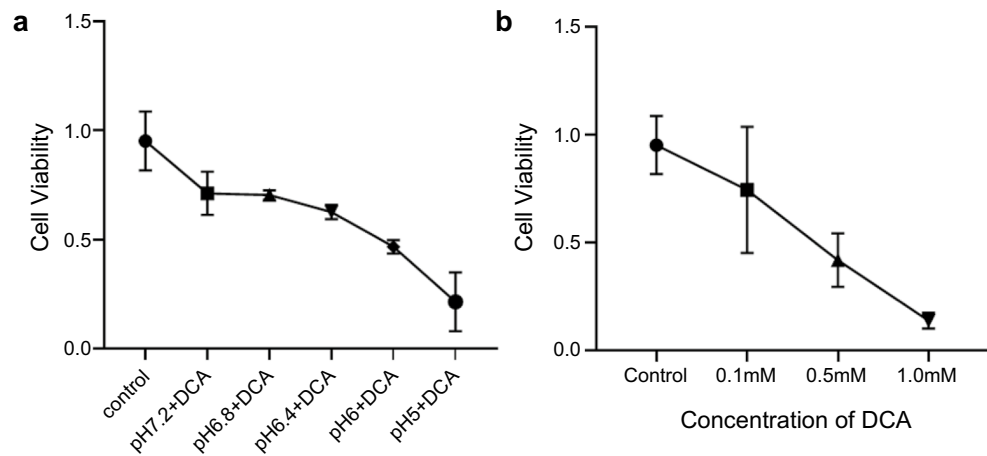 a
1.5
1.0
0.5
0.0
Cell Viability
control
pH7.2+DCA
pH6.8+DCA
pH6.4+DCA
pH6+DCA
pH5+DCA
b
1.5
1.0
0.5
0.0
Cell Viability
Control
0.1mM
0.5mM
1.0mM
Concentration of DCA